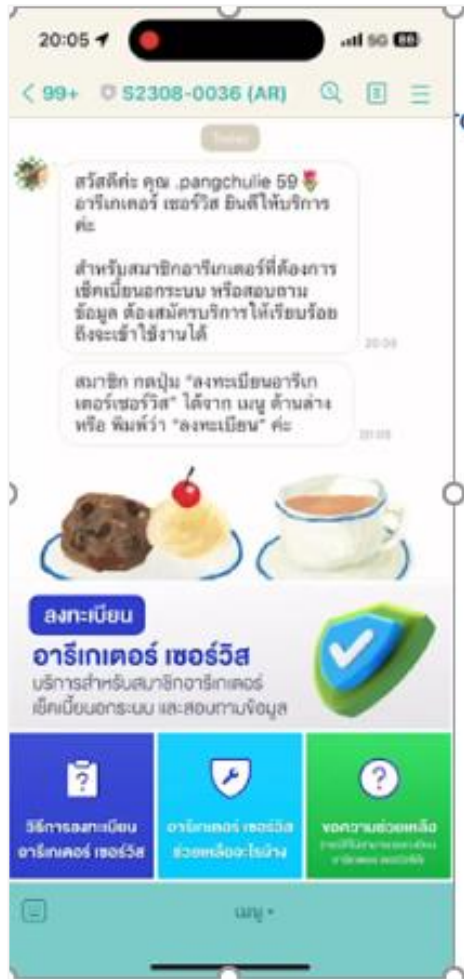 20:05
5G 66
99+ S2308-0036 (AR)
Today
สวัสดีค่ะ คุณ .pangchulie 59
อารีเกเตอร์ เซอร์วิส ยินดีให้บริการ
ค่ะ
สำหรับสมาชิกอารีเกเตอร์ที่ต้องการ
เช็คเบี้ยนอกระบบ หรือสอบถาม
ข้อมูล ต้องสมัครบริการให้เรียบร้อย
ถึงจะเข้าใช้งานได้
สมาชิก กดปุ่ม "ลงทะเบียนอารีเก
เตอร์เซอร์วิส" ได้จาก เมนู ด้านล่าง
หรือ พิมพ์ว่า "ลงทะเบียน" ค่ะ
ลงทะเบียน
อารีเกเตอร์ เซอร์วิส
บริการสำหรับสมาชิกอารีเกเตอร์
เช็คเบี้ยนอกระบบ และสอบถามข้อมูล
วิธีการลงทะเบียน
อารีเกเตอร์ เซอร์วิส
อารีเกเตอร์ เซอร์วิส
ช่วยเหลืออะไรบ้าง
ขอความช่วยเหลือ
เมนู